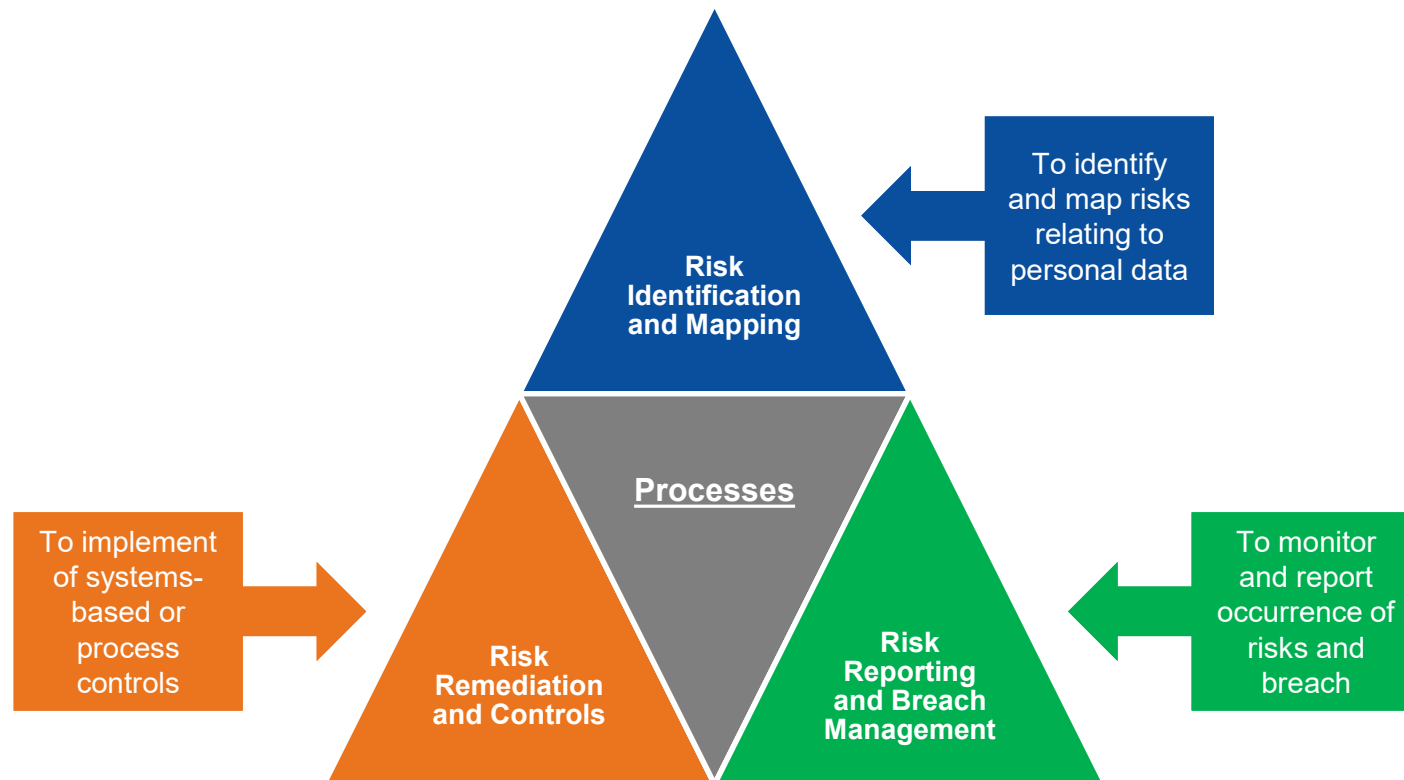 To identify
and map risks
relating to
personal data
Risk
Identification
and Mapping
Processes
To implement
of systems-
based or
process
controls
Risk
Remediation
and Controls
Risk
Reporting
and Breach
Management
To monitor
and report
occurrence of
risks and
breach